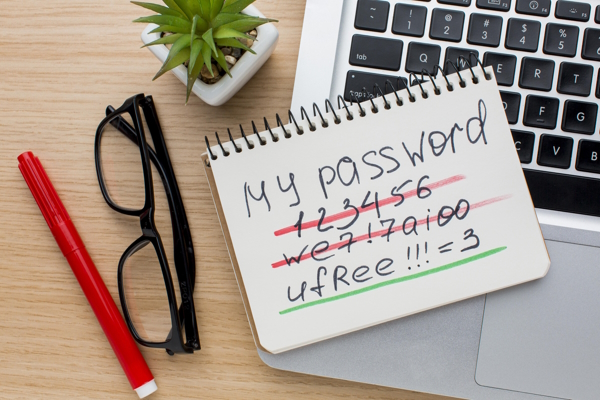 My password
123456
we7!7ai00
ufRee!!!=3
~ ! @ # $ %
1 2 3 4 5
tab Q W E R T
F G
C V B